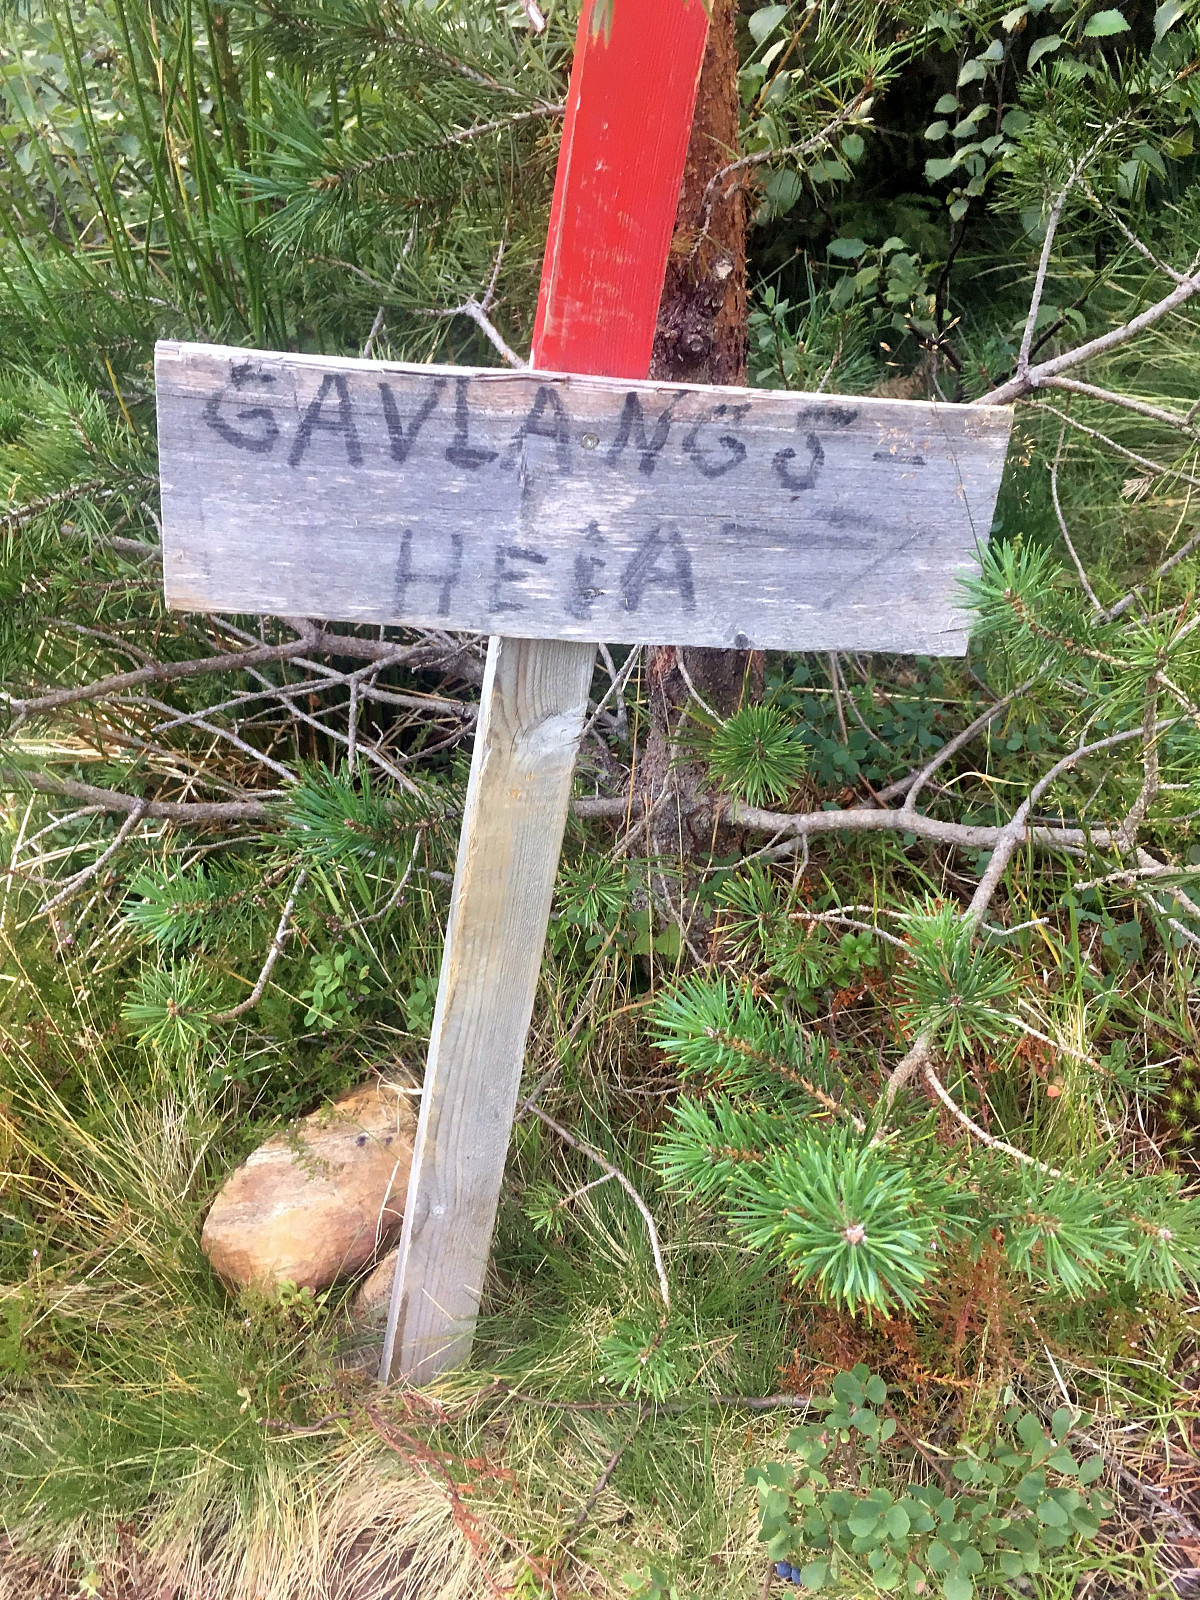 GAVLANGS-
HEIA →